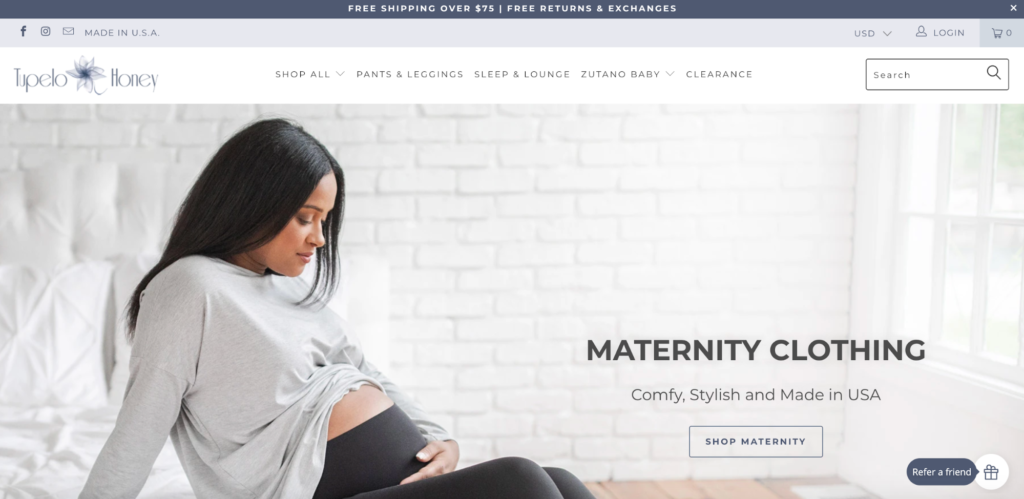 FREE SHIPPING OVER $75 | FREE RETURNS & EXCHANGES
MADE IN U.S.A.
USD
LOGIN
0
Tupelo Honey
SHOP ALL
PANTS & LEGGINGS
SLEEP & LOUNGE
ZUTANO BABY
CLEARANCE
Search
MATERNITY CLOTHING
Comfy, Stylish and Made in USA
SHOP MATERNITY
Refer a friend